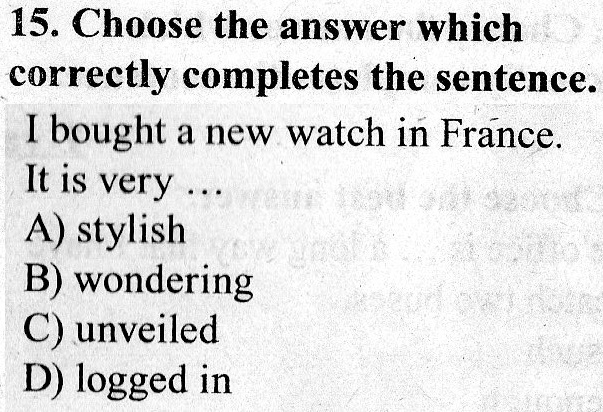 15. Choose the answer which
correctly completes the sentence.
I bought a new watch in France.
It is very ...
A) stylish
B) wondering
C) unveiled
D) logged in